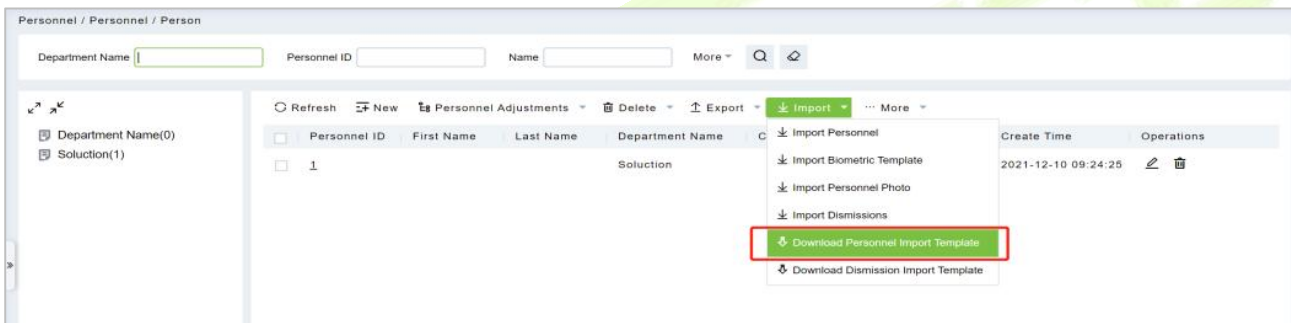 Personnel / Personnel / Person
Department Name Personnel ID Name More
Refresh New Personnel Adjustments Delete Export Import ··· More
Department Name(0)
Soluction(1)
Personnel ID First Name Last Name Department Name C Create Time Operations
1 Soluction 2021-12-10 09:24:25
Import Personnel
Import Biometric Template
Import Personnel Photo
Import Dismissions
Download Personnel Import Template
Download Dismission Import Template